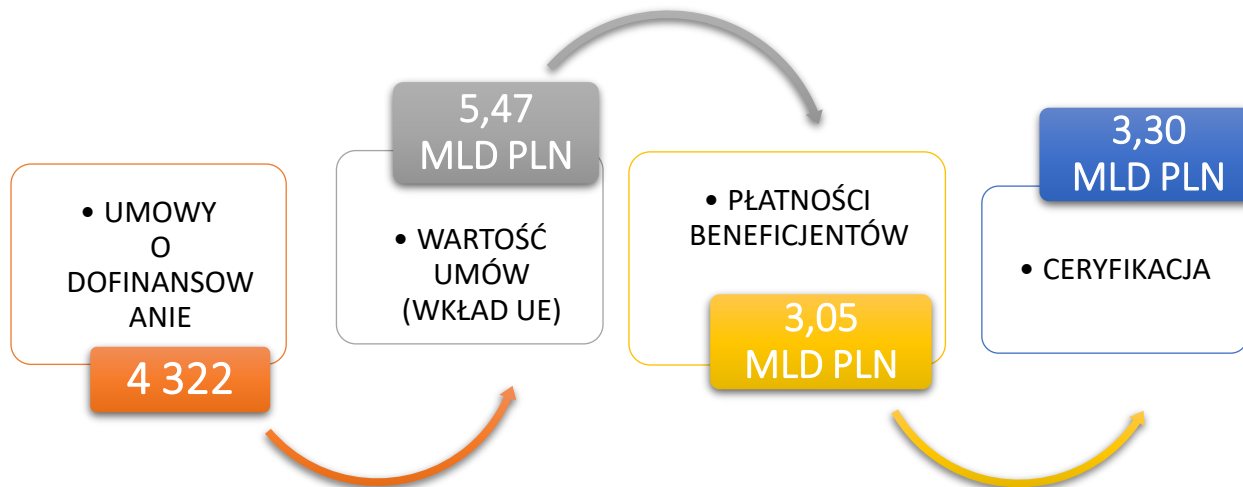 • UMOWY
O
DOFINANSOW
ANIE
4 322
5,47
MLD PLN
• WARTOŚĆ
UMÓW
(WKŁAD UE)
• PŁATNOŚCI
BENEFICJENTÓW
3,05
MLD PLN
3,30
MLD PLN
• CERYFIKACJA